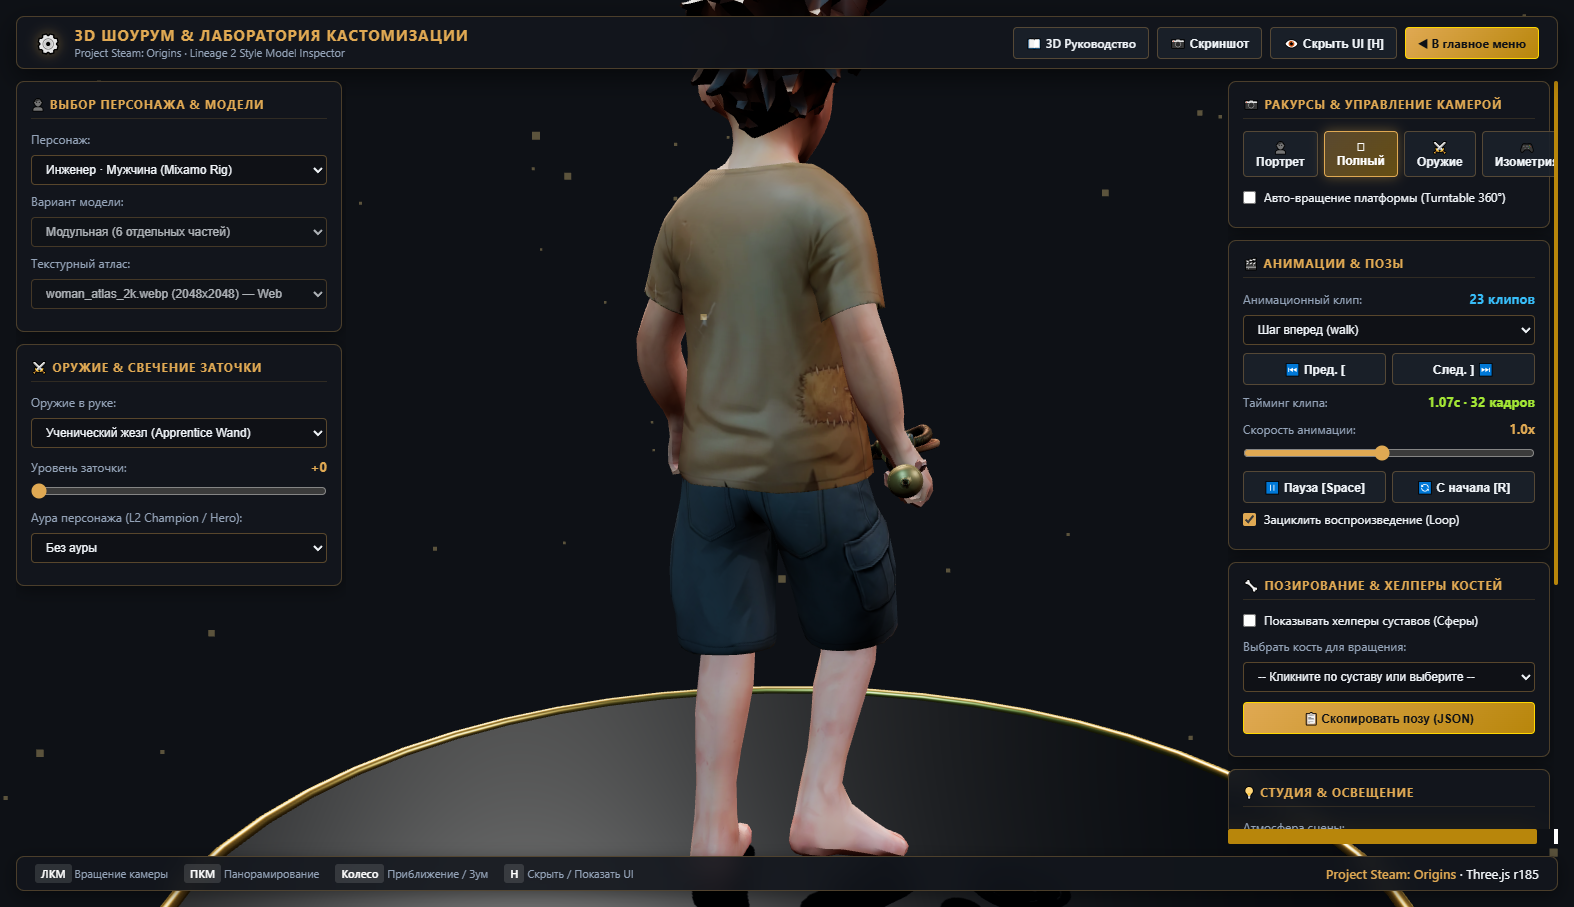 3D ШОУРУМ & ЛАБОРАТОРИЯ КАСТОМИЗАЦИИ
Project Steam: Origins · Lineage 2 Style Model Inspector
3D Руководство
Скриншот
Скрыть UI [H]
◀ В главное меню
ВЫБОР ПЕРСОНАЖА & МОДЕЛИ
Персонаж:
Инженер · Мужчина (Mixamo Rig)
Вариант модели:
Модульная (6 отдельных частей)
Текстурный атлас:
woman_atlas_2k.webp (2048x2048) — Web
ОРУЖИЕ & СВЕЧЕНИЕ ЗАТОЧКИ
Оружие в руке:
Ученический жезл (Apprentice Wand)
Уровень заточки:
+0
Аура персонажа (L2 Champion / Hero):
Без ауры
РАКУРСЫ & УПРАВЛЕНИЕ КАМЕРОЙ
Портрет
Полный
Оружие
Изометрия
Авто-вращение платформы (Turntable 360°)
АНИМАЦИИ & ПОЗЫ
Анимационный клип:
23 клипов
Шаг вперед (walk)
Пред. [
След. ]
Тайминг клипа:
1.07с · 32 кадров
Скорость анимации:
1.0x
Пауза [Space]
С начала [R]
Зациклить воспроизведение (Loop)
ПОЗИРОВАНИЕ & ХЕЛПЕРЫ КОСТЕЙ
Показывать хелперы суставов (Сферы)
Выбрать кость для вращения:
-- Кликните по суставу или выберите --
Скопировать позу (JSON)
СТУДИЯ & ОСВЕЩЕНИЕ
Атмосфера сцены:
ЛКМ Вращение камеры
ПКМ Панорамирование
Колесо Приближение / Зум
H Скрыть / Показать UI
Project Steam: Origins · Three.js r185